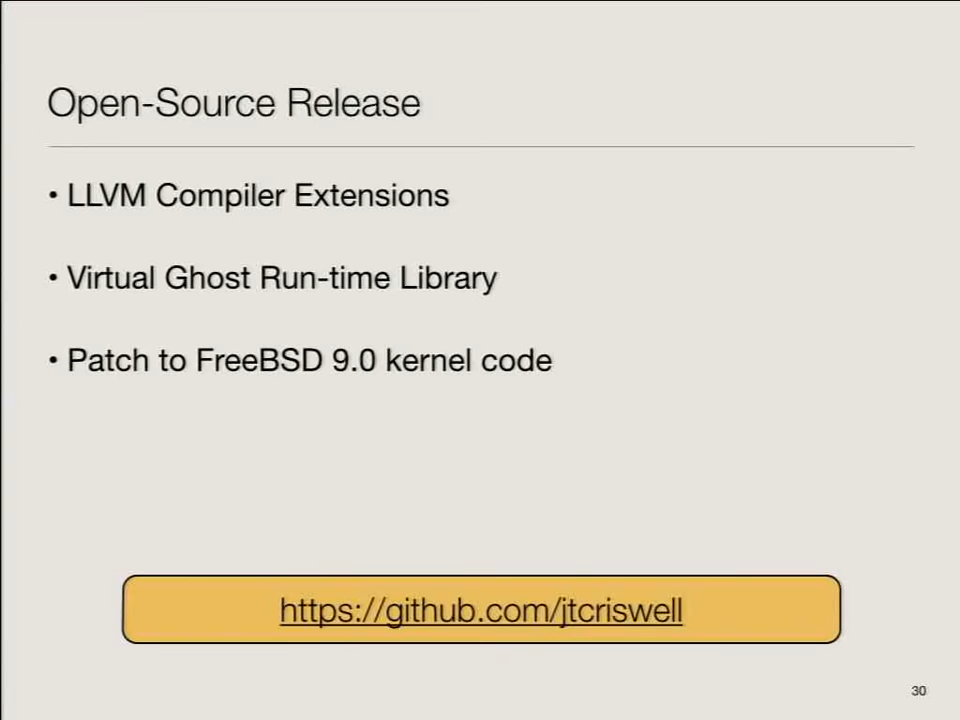 Open-Source Release
• LLVM Compiler Extensions
• Virtual Ghost Run-time Library
• Patch to FreeBSD 9.0 kernel code
https://github.com/jtcriswell
30